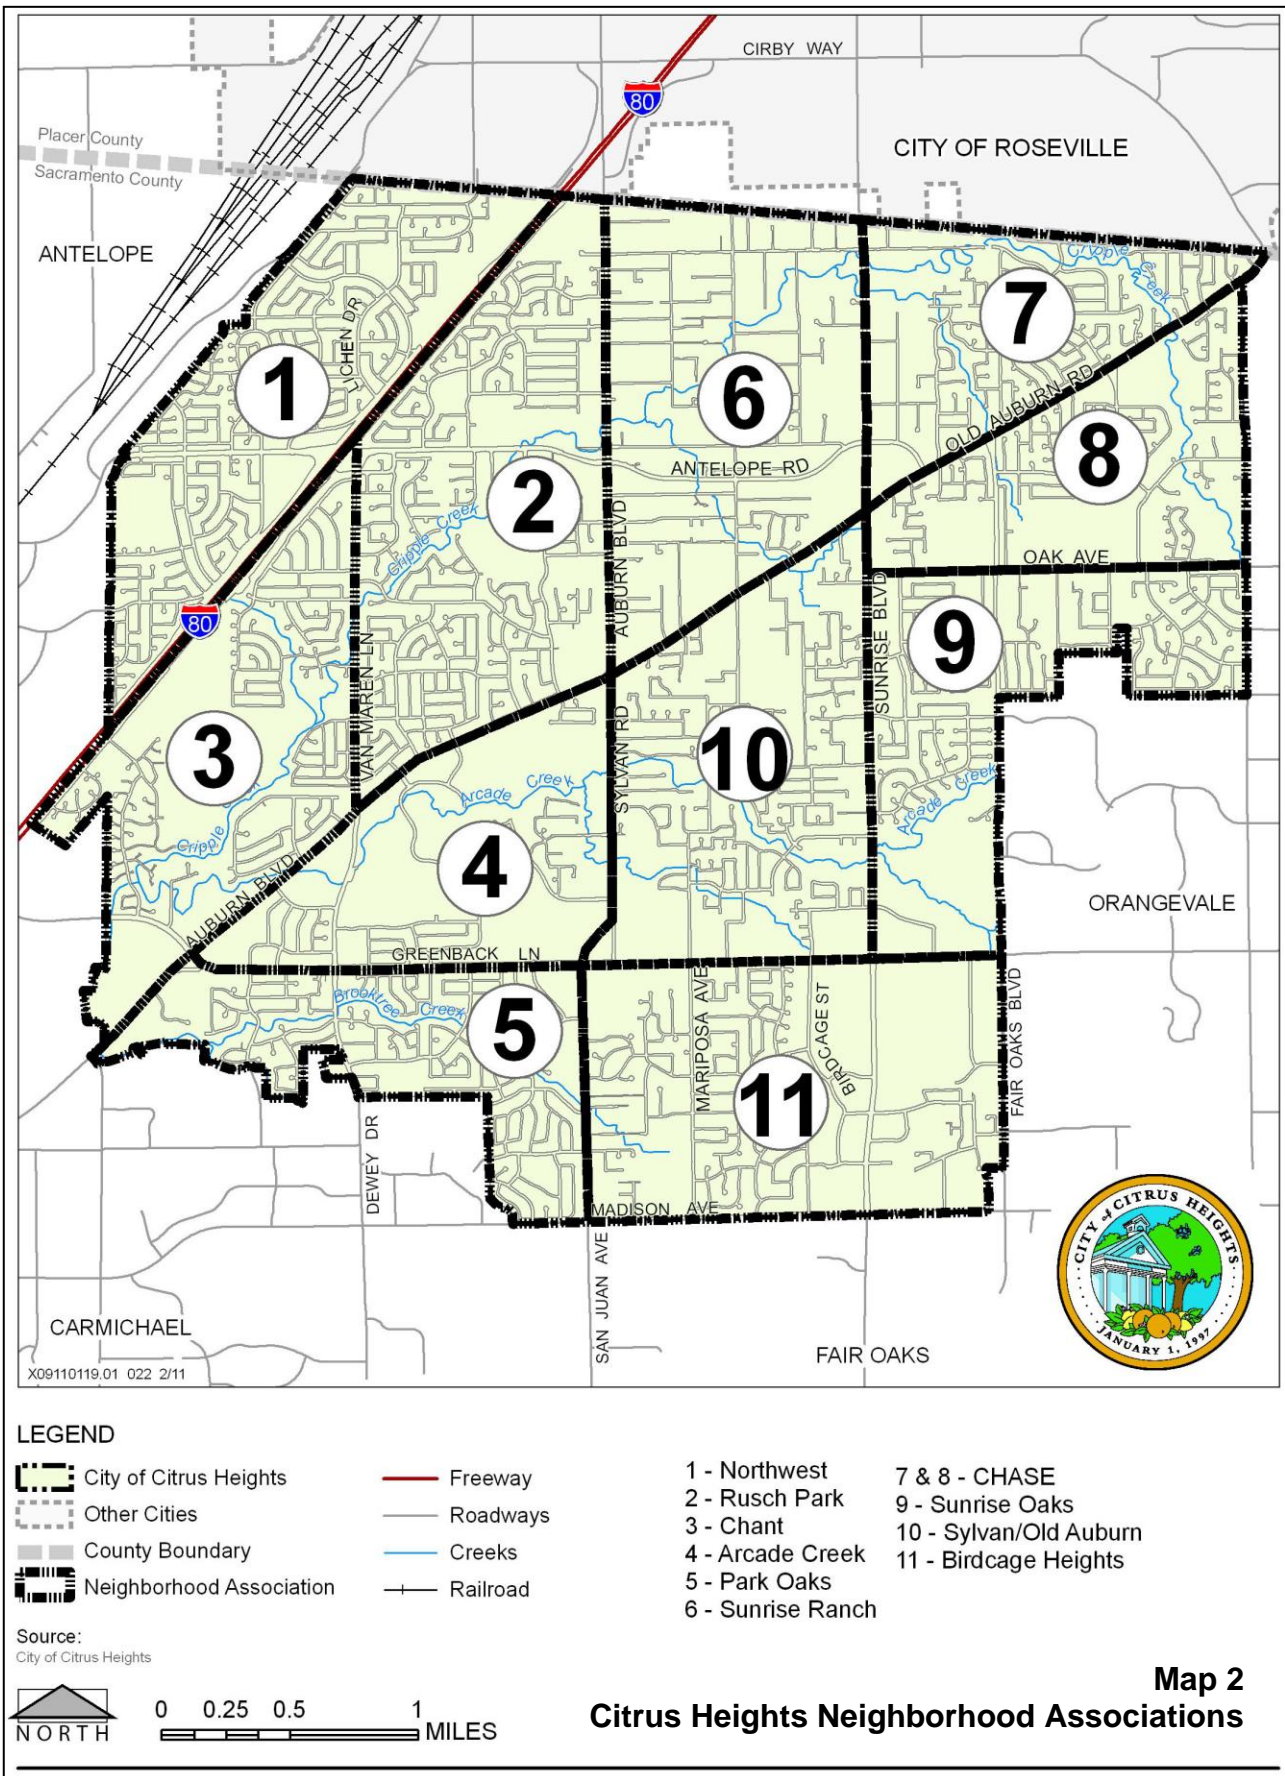 CIRBY WAY
80
Placer County
CITY OF ROSEVILLE
Sacramento County
ANTELOPE
Cripple Creek
7
LICHEN DR
1
6
OLD AUBURN RD
8
ANTELOPE RD
2
Cripple Creek
AUBURN BLVD
OAK AVE
80
SUNRISE BLVD
9
VAN MAREN LN
3
SYLVAN RD
10
Arcade Creek
Arcade Creek
Cripple Creek
4
AUBURN BLVD
ORANGEVALE
GREENBACK LN
Brooktree Creek
5
MARIPOSA AVE
BIRDCAGE ST
FAIR OAKS BLVD
11
DEWEY DR
MADISON AVE
CITY of CITRUS HEIGHTS
JANUARY 1, 1997
SAN JUAN AVE
CARMICHAEL
FAIR OAKS
X09110119.01 022 2/11
LEGEND
City of Citrus Heights
Other Cities
County Boundary
Neighborhood Association
Freeway
Roadways
Creeks
Railroad
1 - Northwest
2 - Rusch Park
3 - Chant
4 - Arcade Creek
5 - Park Oaks
6 - Sunrise Ranch
7 & 8 - CHASE
9 - Sunrise Oaks
10 - Sylvan/Old Auburn
11 - Birdcage Heights
Source:
City of Citrus Heights
NORTH
0 0.25 0.5 1
MILES
Map 2
Citrus Heights Neighborhood Associations